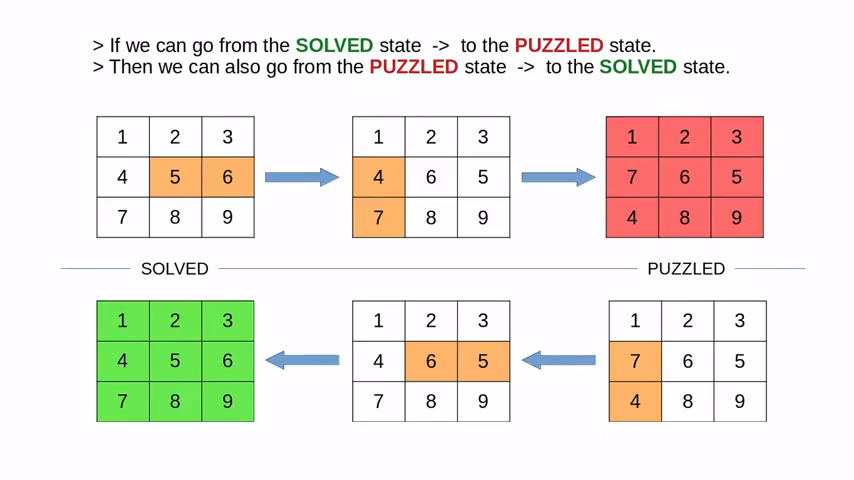 > If we can go from the SOLVED state -> to the PUZZLED state.
> Then we can also go from the PUZZLED state -> to the SOLVED state.
1 2 3
4 5 6
7 8 9
1 2 3
4 6 5
7 8 9
1 2 3
7 6 5
4 8 9
SOLVED
PUZZLED
1 2 3
4 5 6
7 8 9
1 2 3
4 6 5
7 8 9
1 2 3
7 6 5
4 8 9